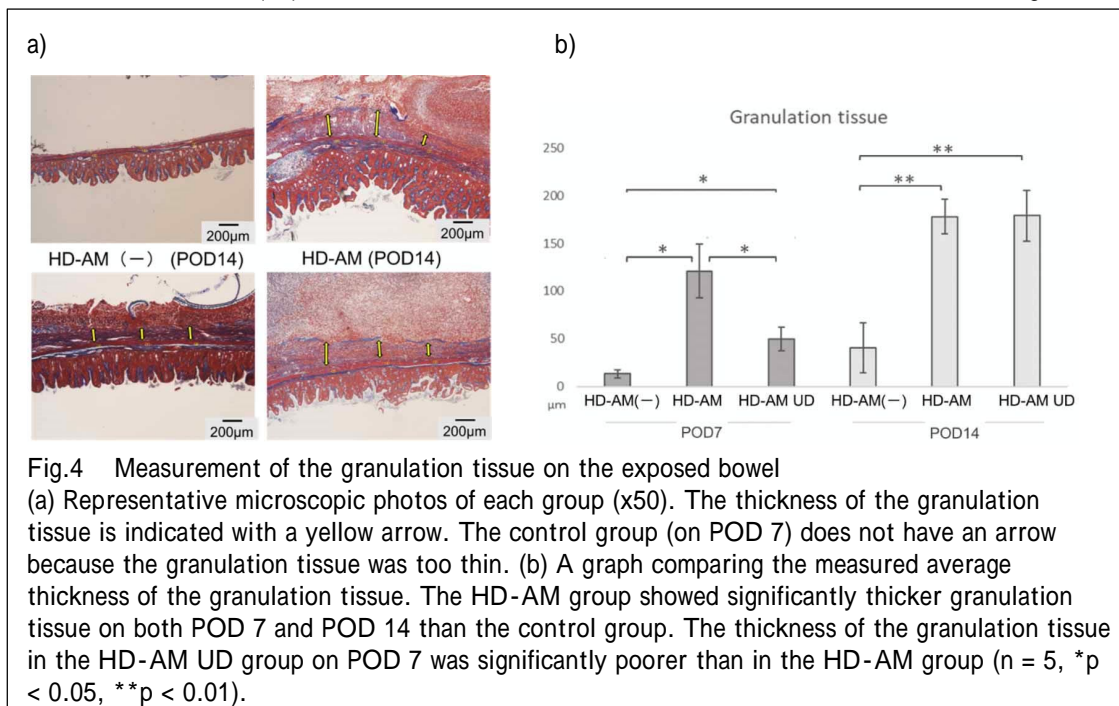 a)
b)
200μm
200μm
HD-AM（－） (POD14)
HD-AM (POD14)
200μm
200μm
Granulation tissue
250
**
200
*
**
150
*
*
100
50
0
μm
HD-AM(－)
HD-AM
HD-AM UD
HD-AM(－)
HD-AM
HD-AM UD
POD7
POD14
Fig.4 Measurement of the granulation tissue on the exposed bowel
(a) Representative microscopic photos of each group (x50). The thickness of the granulation
tissue is indicated with a yellow arrow. The control group (on POD 7) does not have an arrow
because the granulation tissue was too thin. (b) A graph comparing the measured average
thickness of the granulation tissue. The HD-AM group showed significantly thicker granulation
tissue on both POD 7 and POD 14 than the control group. The thickness of the granulation tissue
in the HD-AM UD group on POD 7 was significantly poorer than in the HD-AM group (n = 5, *p
< 0.05, **p < 0.01).